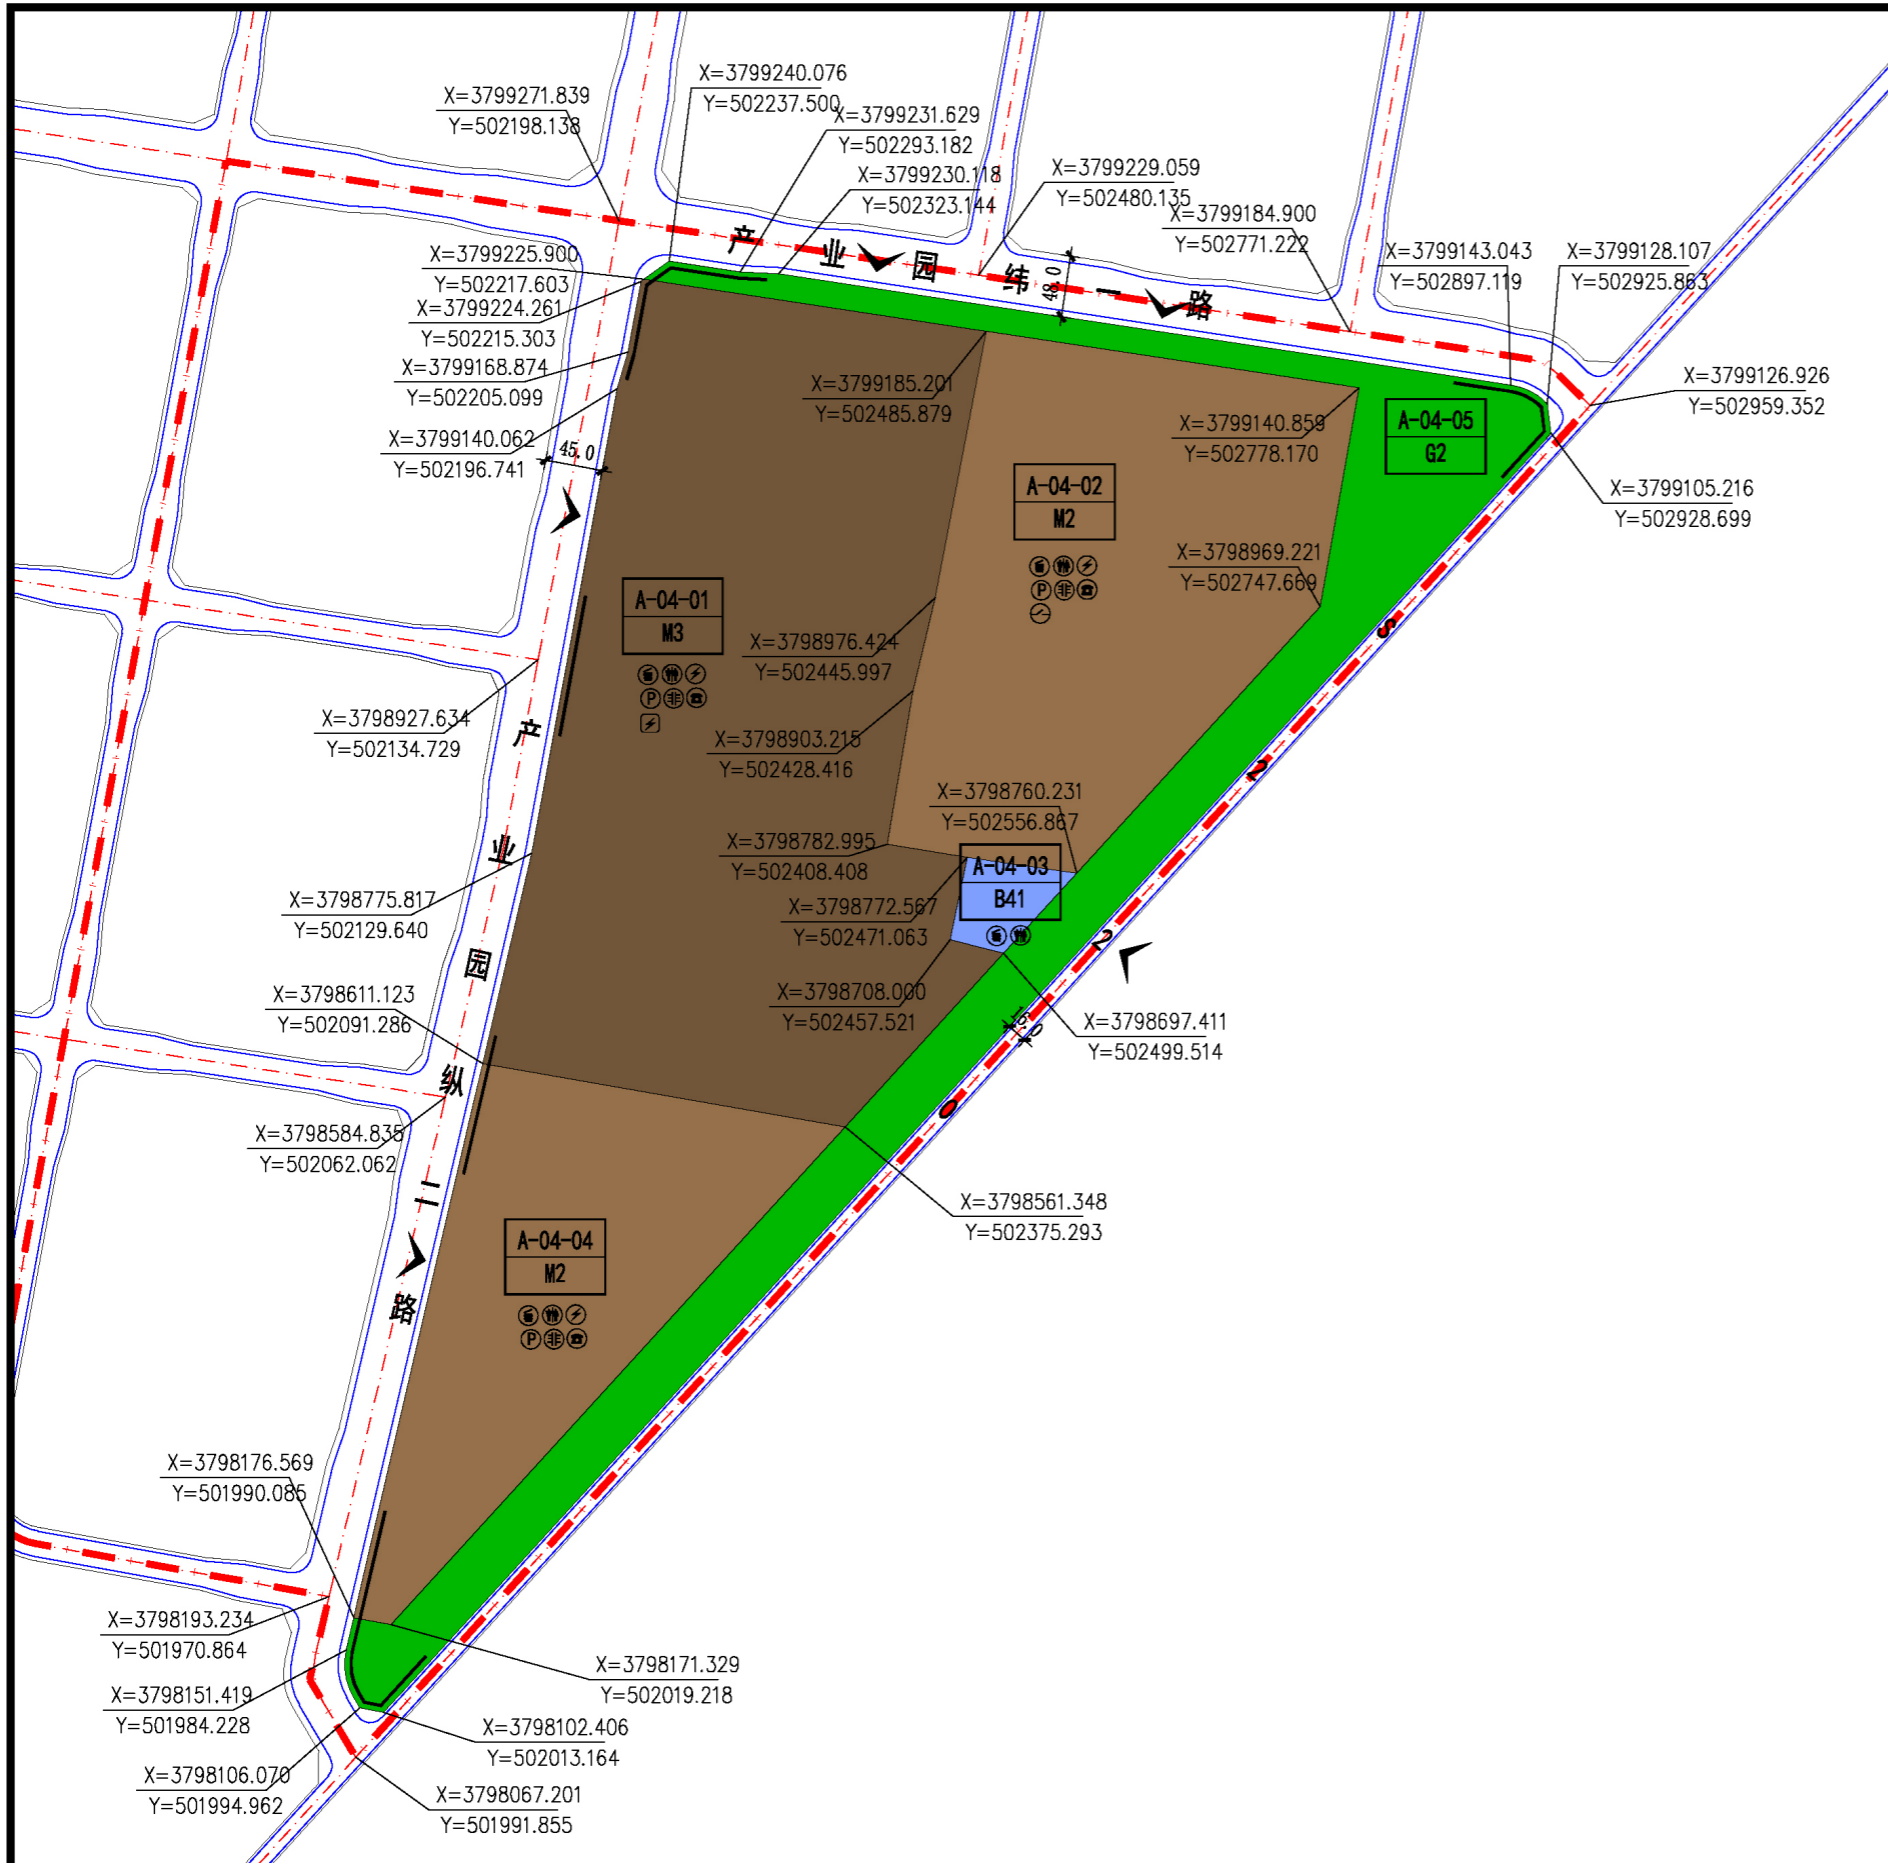 X=3799240.076
Y=502237.500
X=3799271.839
Y=502198.138
X=3799231.629
Y=502293.182
X=3799230.118
Y=502323.144
X=3799229.059
Y=502480.135
X=3799184.900
Y=502771.222
X=3799143.043
Y=502897.119
X=3799128.107
Y=502925.863
产业园纬一路
48.0
X=3799225.900
Y=502217.603
X=3799224.261
Y=502215.303
X=3799168.874
Y=502205.099
X=3799140.062
Y=502196.741
45.0
X=3799185.201
Y=502485.879
X=3799140.859
Y=502778.170
X=3799126.926
Y=502959.352
A-04-05
G2
A-04-02
M2
P
X=3799105.216
Y=502928.699
X=3798969.221
Y=502747.669
A-04-01
M3
P
X=3798976.424
Y=502445.997
X=3798927.634
Y=502134.729
X=3798903.215
Y=502428.416
产业园纵二路
S220
X=3798760.231
Y=502556.867
X=3798782.995
Y=502408.408
A-04-03
B41
X=3798775.817
Y=502129.640
X=3798772.567
Y=502471.063
X=3798611.123
Y=502091.286
X=3798708.000
Y=502457.521
15.0
X=3798697.411
Y=502499.514
X=3798584.835
Y=502062.062
X=3798561.348
Y=502375.293
A-04-04
M2
P
X=3798176.569
Y=501990.085
X=3798193.234
Y=501970.864
X=3798171.329
Y=502019.218
X=3798151.419
Y=501984.228
X=3798102.406
Y=502013.164
X=3798106.070
Y=501994.962
X=3798067.201
Y=501991.855